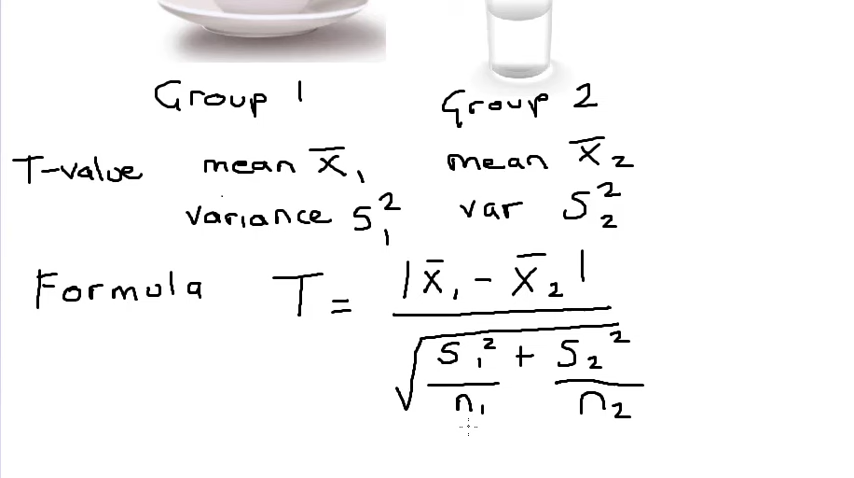 Group 1 Group 2
T-value mean x̄₁ mean x̄₂
variance S₁² var S₂²
Formula T = |x̄₁ - x̄₂|
√ S₁² + S₂²
n₁ n₂